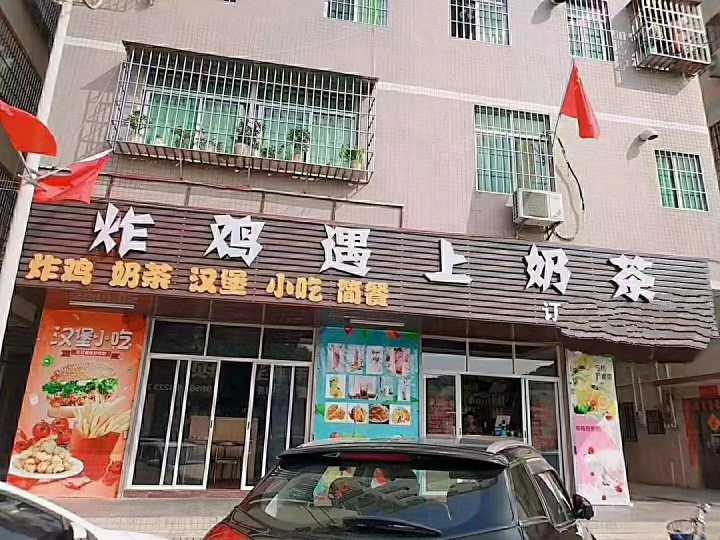 炸鸡遇上奶茶
炸鸡 奶茶 汉堡 小吃 简餐
订
汉堡小吃